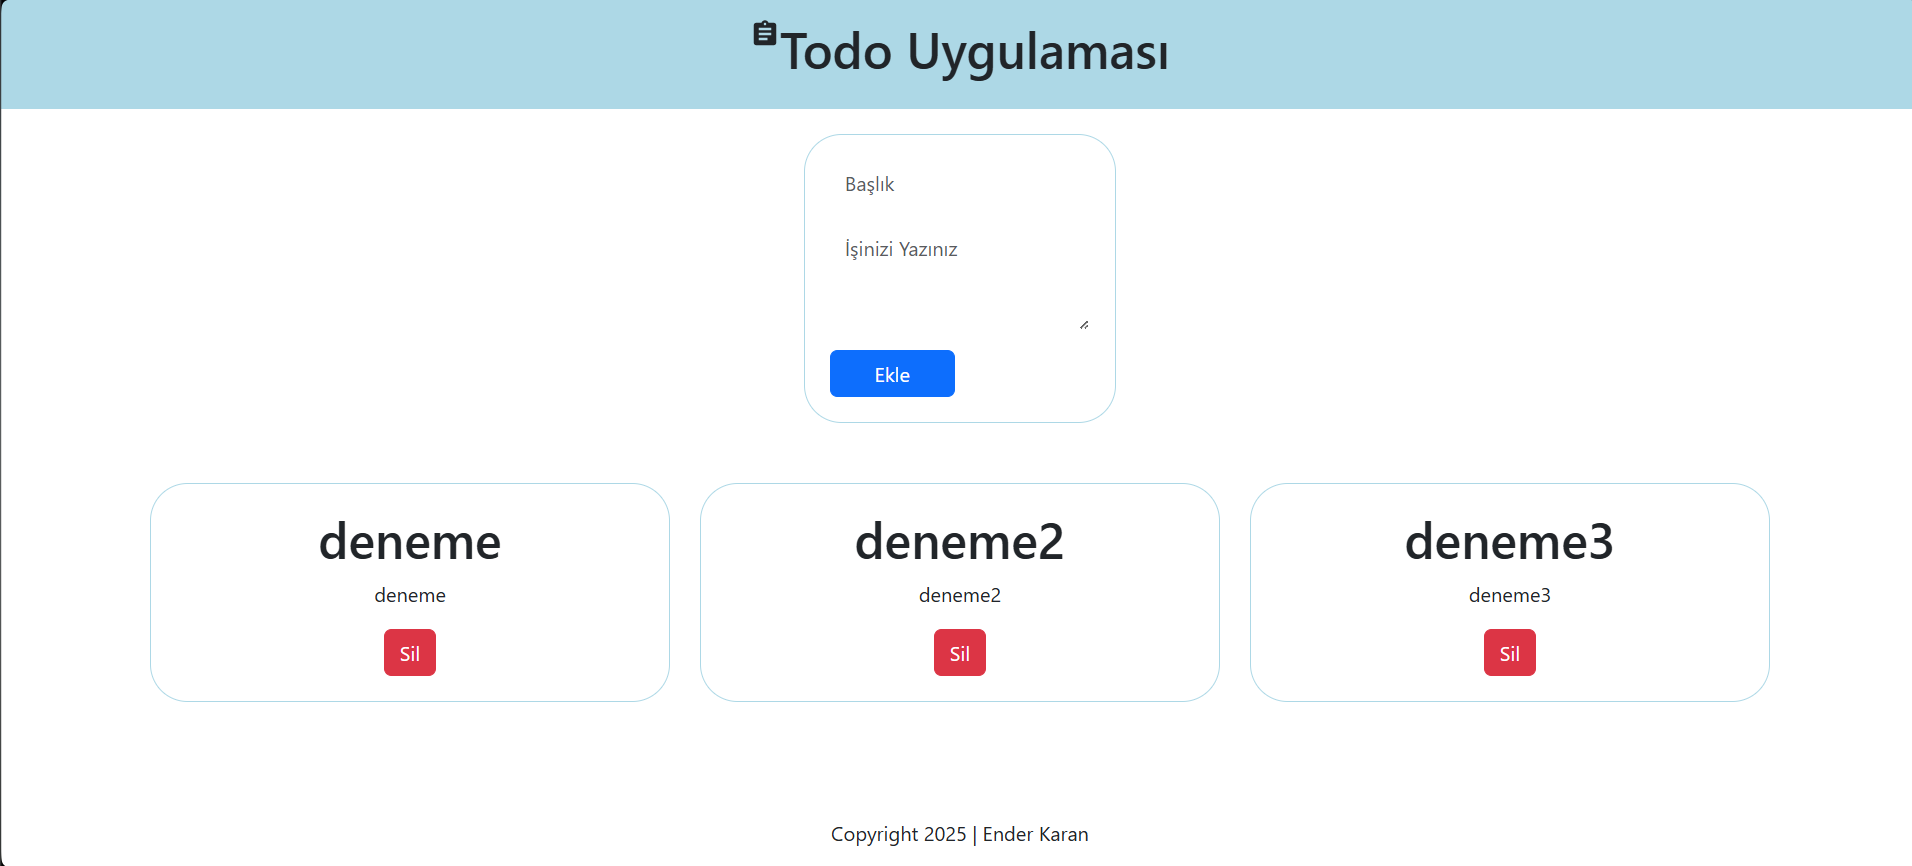 Todo Uygulaması
Başlık
İşinizi Yazınız
Ekle
deneme
deneme
Sil
deneme2
deneme2
Sil
deneme3
deneme3
Sil
Copyright 2025 | Ender Karan